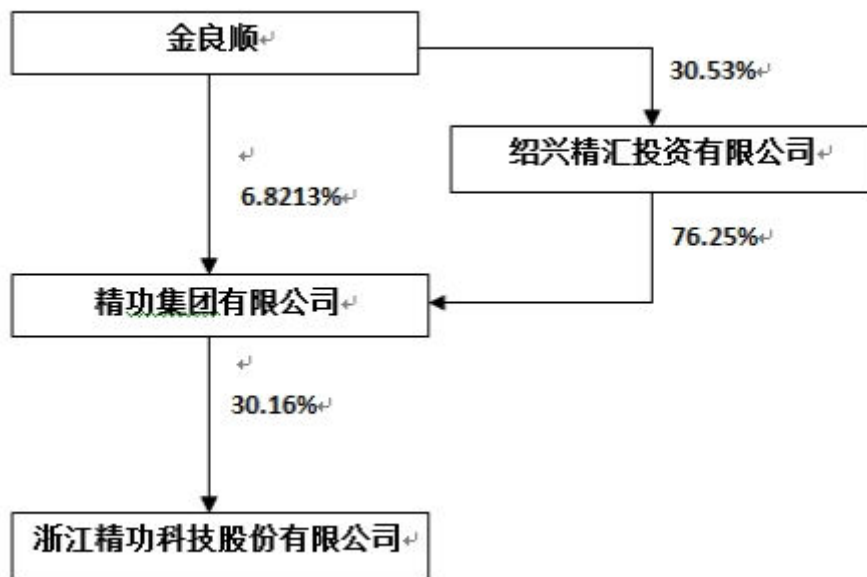 金良顺
30.53%
绍兴精汇投资有限公司
6.8213%
76.25%
精功集团有限公司
30.16%
浙江精功科技股份有限公司